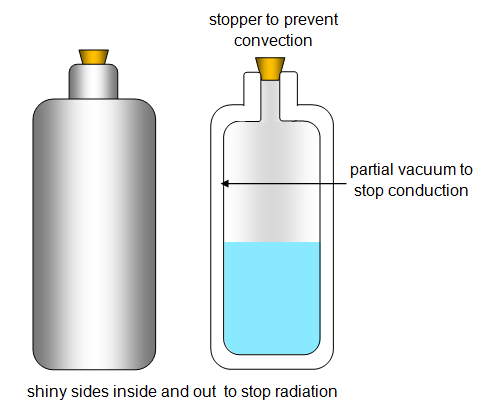 stopper to prevent
convection
partial vacuum to
stop conduction
shiny sides inside and out  to stop radiation